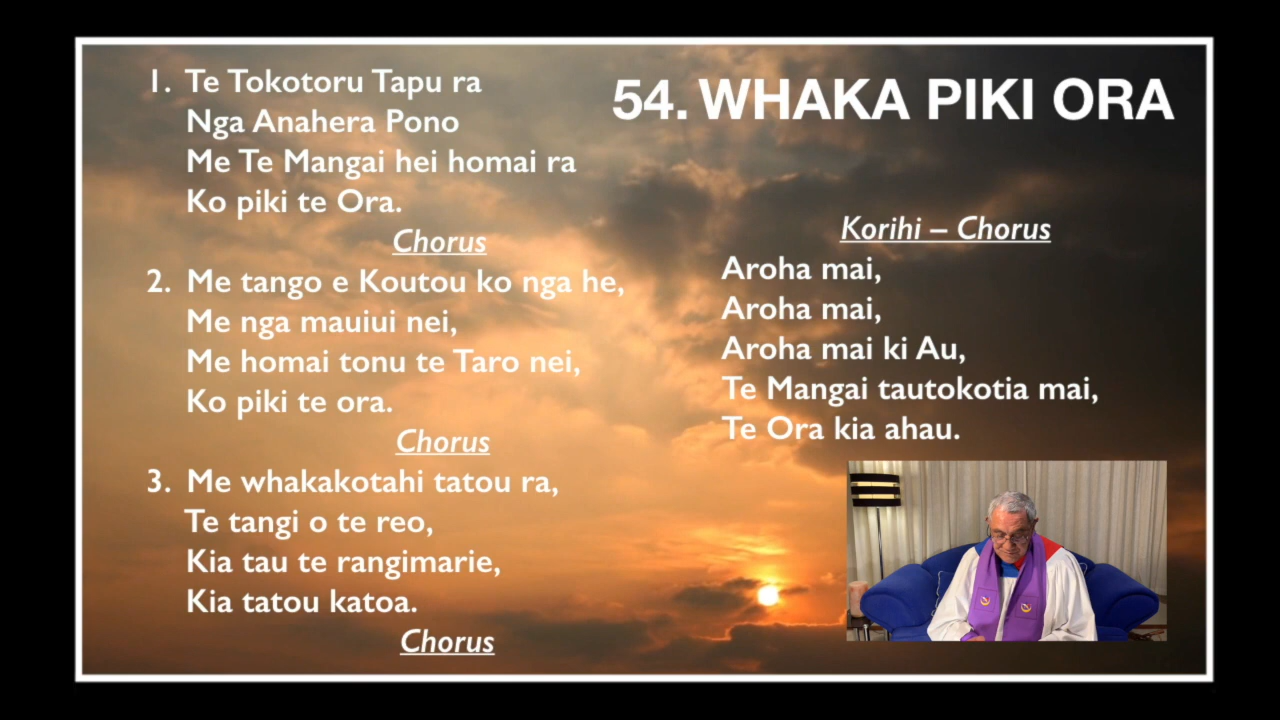 1. Te Tokotoru Tapu ra
Nga Anahera Pono
Me Te Mangai hei homai ra
Ko piki te Ora.
Chorus
2. Me tango e Koutou ko nga he,
Me nga mauiui nei,
Me homai tonu te Taro nei,
Ko piki te ora.
Chorus
3. Me whakakotahi tatou ra,
Te tangi o te reo,
Kia tau te rangimarie,
Kia tatou katoa.
Chorus
54. WHAKA PIKI ORA
Korihi – Chorus
Aroha mai,
Aroha mai,
Aroha mai ki Au,
Te Mangai tautokotia mai,
Te Ora kia ahau.